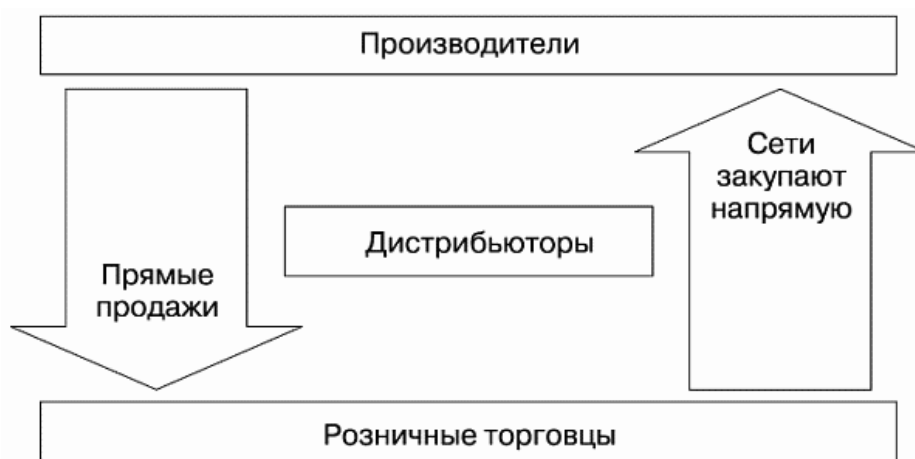 Производители
Сети
закупают
напрямую
Дистрибьюторы
Прямые
продажи
Розничные торговцы